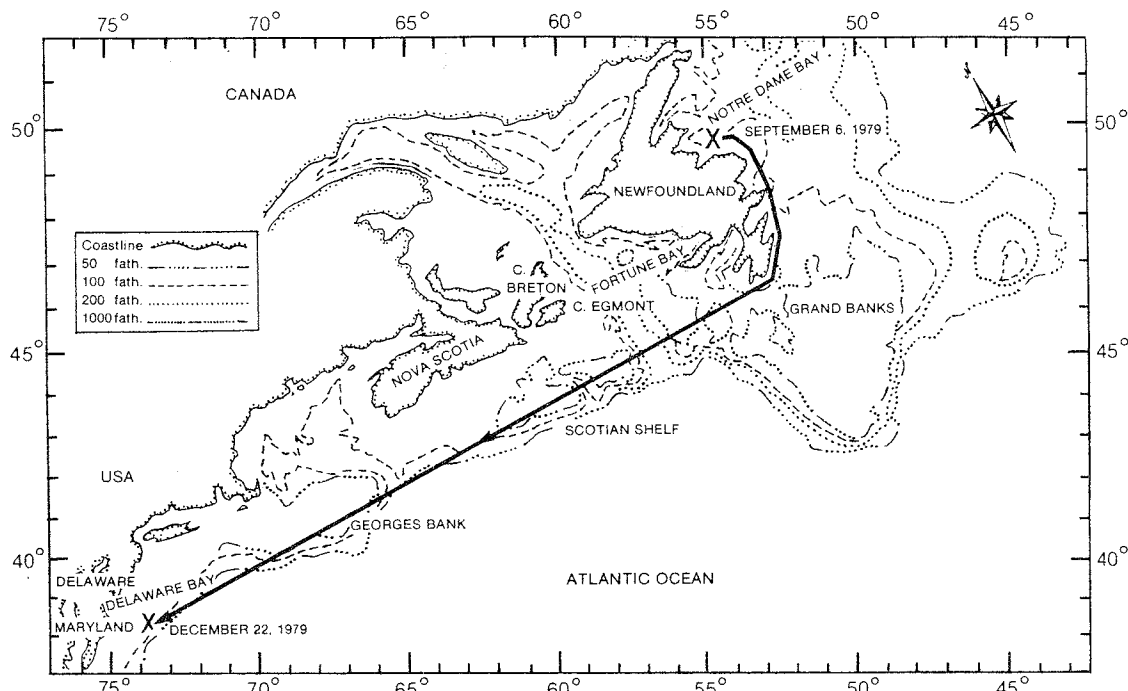 75° 70° 65° 60° 55° 50° 45°
CANADA
NOTRE DAME BAY
50°
50°
SEPTEMBER 6, 1979
NEWFOUNDLAND
Coastline
50 fath.
100 fath.
200 fath.
1000 fath.
FORTUNE BAY
C.
BRETON
C. EGMONT
GRAND BANKS
45°
45°
NOVA SCOTIA
SCOTIAN SHELF
USA
GEORGES BANK
40°
40°
ATLANTIC OCEAN
DELAWARE
DELAWARE BAY
MARYLAND
DECEMBER 22, 1979
75° 70° 65° 60° 55° 50° 45°